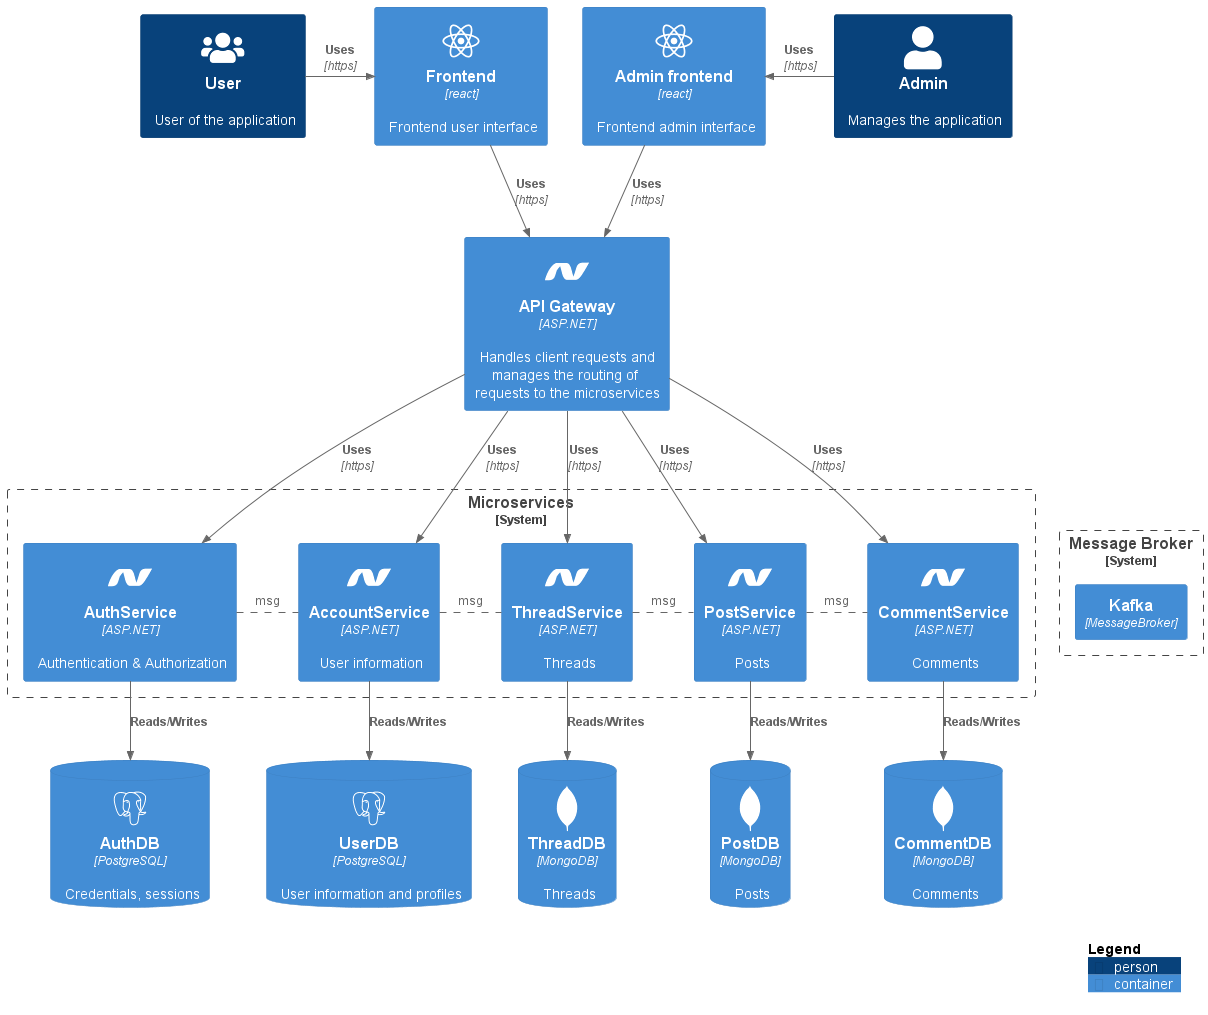 Uses
[https]
User
User of the application
Frontend
[react]
Frontend user interface
Admin frontend
[react]
Frontend admin interface
Uses
[https]
Admin
Manages the application
Uses
[https]
Uses
[https]
API Gateway
[ASP.NET]
Handles client requests and
manages the routing of
requests to the microservices
Uses
[https]
Uses
[https]
Uses
[https]
Uses
[https]
Uses
[https]
Microservices
[System]
AuthService
[ASP.NET]
Authentication & Authorization
msg
AccountService
[ASP.NET]
User information
msg
ThreadService
[ASP.NET]
Threads
msg
PostService
[ASP.NET]
Posts
msg
CommentService
[ASP.NET]
Comments
Message Broker
[System]
Kafka
[MessageBroker]
Reads/Writes
Reads/Writes
Reads/Writes
Reads/Writes
Reads/Writes
AuthDB
[PostgreSQL]
Credentials, sessions
UserDB
[PostgreSQL]
User information and profiles
ThreadDB
[MongoDB]
Threads
PostDB
[MongoDB]
Posts
CommentDB
[MongoDB]
Comments
Legend
person
container